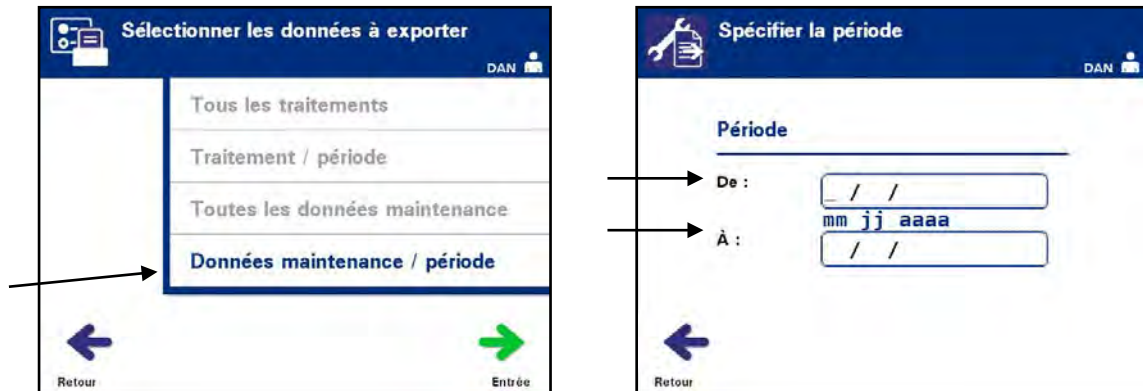 Sélectionner les données à exporter
DAN
Tous les traitements
Traitement / période
Toutes les données maintenance
Données maintenance / période
Retour
Entrée
Spécifier la période
DAN
Période
De :
_ / /
mm jj aaaa
À :
/ /
Retour